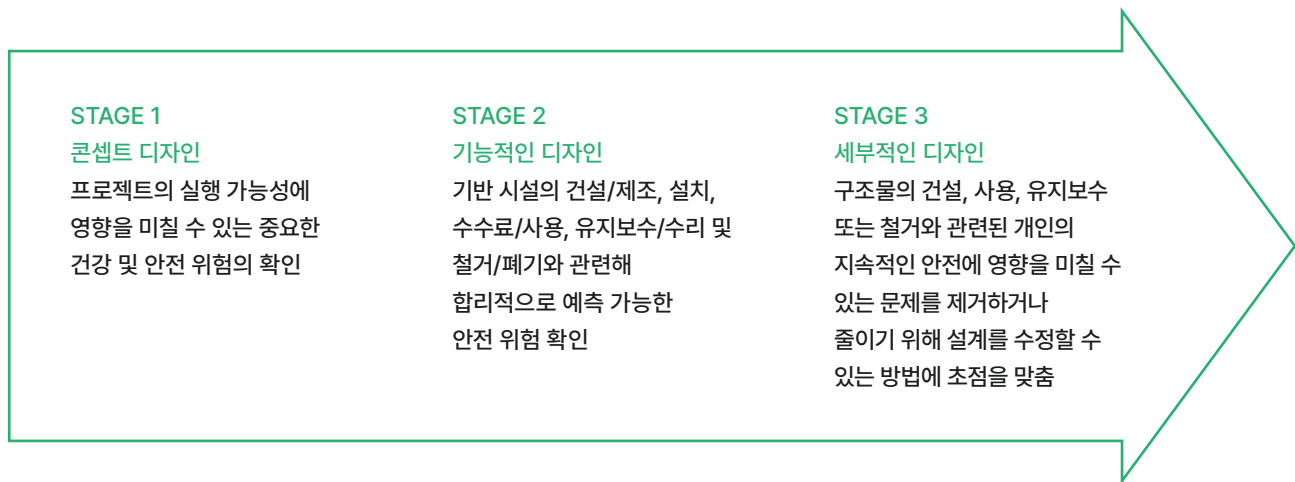 STAGE 1
콘셉트 디자인
프로젝트의 실행 가능성에
영향을 미칠 수 있는 중요한
건강 및 안전 위험의 확인
STAGE 2
기능적인 디자인
기반 시설의 건설/제조, 설치,
수수료/사용, 유지보수/수리 및
철거/폐기와 관련해
합리적으로 예측 가능한
안전 위험 확인
STAGE 3
세부적인 디자인
구조물의 건설, 사용, 유지보수
또는 철거와 관련된 개인의
지속적인 안전에 영향을 미칠 수
있는 문제를 제거하거나
줄이기 위해 설계를 수정할 수
있는 방법에 초점을 맞춤